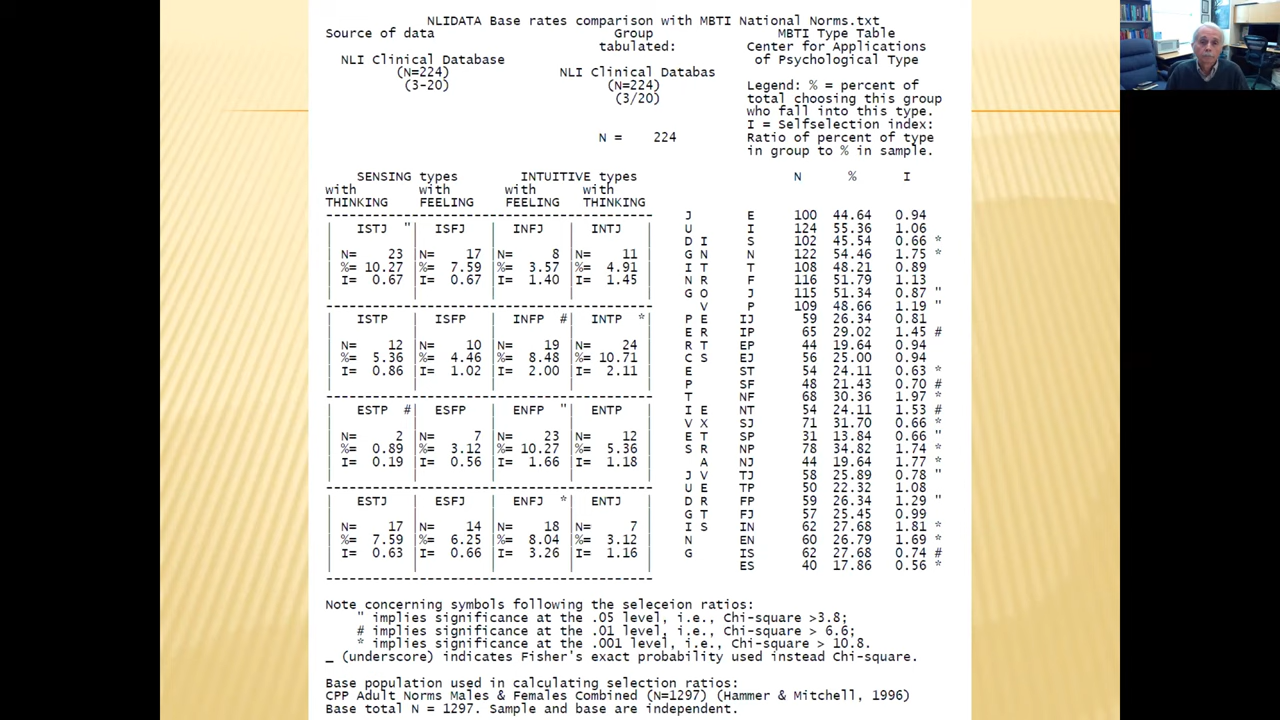 NLIDATA Base rates comparison with MBTI National Norms.txt
Source of data Group MBTI Type Table
tabulated: Center for Applications
NLI Clinical Database of Psychological Type
(N=224) NLI Clinical Databas
(3-20) (N=224) Legend: % = percent of
(3/20) total choosing this group
who fall into this type.
I = Selfselection index:
N = 224 Ratio of percent of type
in group to % in sample.
SENSING types INTUITIVE types N % I
with with with with
THINKING FEELING FEELING THINKING
J E 100 44.64 0.94
ISTJ " ISFJ INFJ INTJ U I 124 55.36 1.06
D I S 102 45.54 0.66 *
N= 23 N= 17 N= 8 N= 11 G N N 122 54.46 1.75 *
%= 10.27 %= 7.59 %= 3.57 %= 4.91 I T T 108 48.21 0.89
I= 0.67 I= 0.67 I= 1.40 I= 1.45 N R F 116 51.79 1.13
G O J 115 51.34 0.87 "
V P 109 48.66 1.19 "
ISTP ISFP INFP # INTP * P E IJ 59 26.34 0.81
E R IP 65 29.02 1.45 #
N= 12 N= 10 N= 19 N= 24 R T EP 44 19.64 0.94
%= 5.36 %= 4.46 %= 8.48 %= 10.71 C S EJ 56 25.00 0.94
I= 0.86 I= 1.02 I= 2.00 I= 2.11 E ST 54 24.11 0.63 *
P SF 48 21.43 0.70 #
T NF 68 30.36 1.97 *
ESTP # ESFP ENFP " ENTP I E NT 54 24.11 1.53 #
V X SJ 71 31.70 0.66 *
N= 2 N= 7 N= 23 N= 12 E T SP 31 13.84 0.66 "
%= 0.89 %= 3.12 %= 10.27 %= 5.36 S R NP 78 34.82 1.74 *
I= 0.19 I= 0.56 I= 1.66 I= 1.18 A NJ 44 19.64 1.77 *
J V TJ 58 25.89 0.78 "
U E TP 50 22.32 1.08
ESTJ ESFJ ENFJ * ENTJ D R FP 59 26.34 1.29 "
G T FJ 57 25.45 0.99
N= 17 N= 14 N= 18 N= 7 I S IN 62 27.68 1.81 *
%= 7.59 %= 6.25 %= 8.04 %= 3.12 N EN 60 26.79 1.69 *
I= 0.63 I= 0.66 I= 3.26 I= 1.16 G IS 62 27.68 0.74 #
ES 40 17.86 0.56 *
Note concerning symbols following the seleceion ratios:
" implies significance at the .05 level, i.e., Chi-square >3.8;
# implies significance at the .01 level, i.e., Chi-square > 6.6;
* implies significance at the .001 level, i.e., Chi-square > 10.8.
_ (underscore) indicates Fisher's exact probability used instead Chi-square.
Base population used in calculating selection ratios:
CPP Adult Norms Males & Females Combined (N=1297) (Hammer & Mitchell, 1996)
Base total N = 1297. Sample and base are independent.